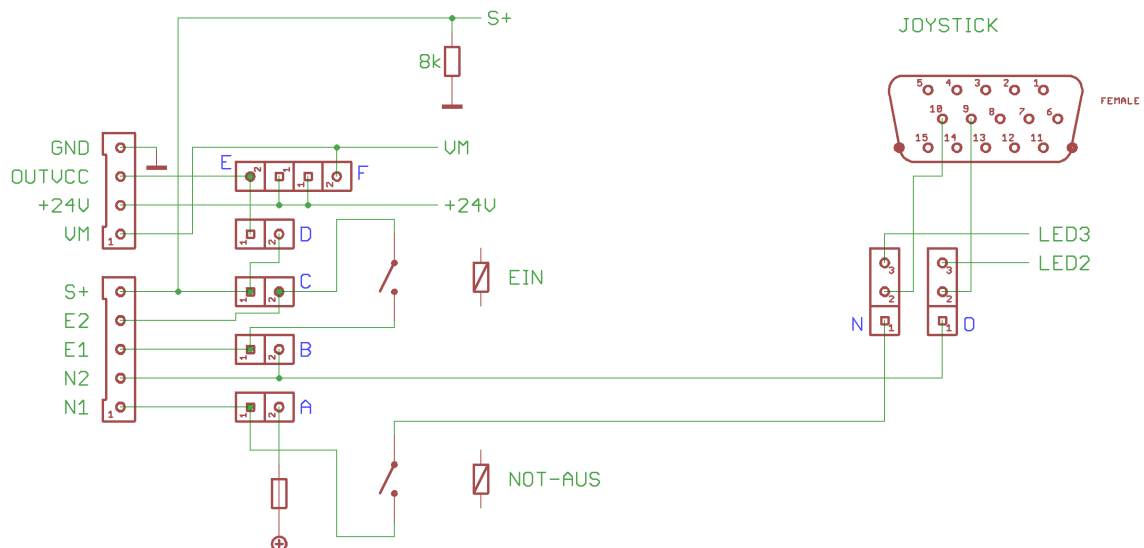 S+
JOYSTICK
8k
5 4 3 2 1
FEMALE
10 9 8 7 6
15 14 13 12 11
GND
VM
E 2 1 1 2 F
OUTVCC
+24V
+24V
VM
1
1 2 D
LED3
LED2
S+
1 2 C
EIN
3 3
2 2
E2
N 1 1 O
E1
1 2 B
N2
N1
1
1 2 A
NOT-AUS